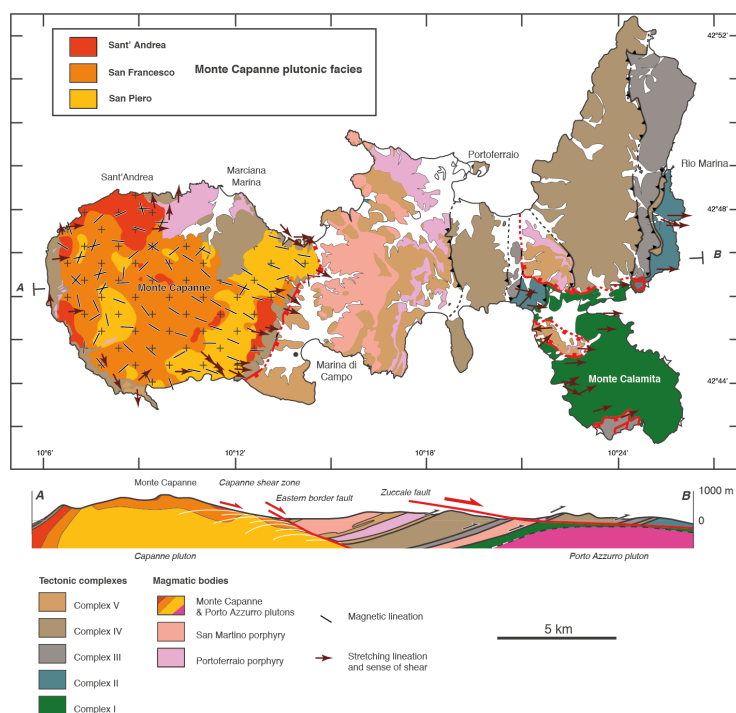 Sant' Andrea
San Francesco
San Piero
Monte Capanne plutonic facies
42°52'
Portoferraio
Rio Marina
Sant'Andrea
Marciana
Marina
42°48'
A
B
Monte Capanne
Marina di
Campo
Monte Calamita
42°44'
10°6'
10°12'
10°18'
10°24'
A
Monte Capanne
Capanne shear zone
Eastern border fault
Zuccale fault
B
1000 m
0
Capanne pluton
Porto Azzurro pluton
Tectonic complexes
Magmatic bodies
Complex V
Monte Capanne
& Porto Azzurro plutons
Magnetic lineation
Complex IV
San Martino porphyry
5 km
Complex III
Portoferraio porphyry
Stretching lineation
and sense of shear
Complex II
Complex I